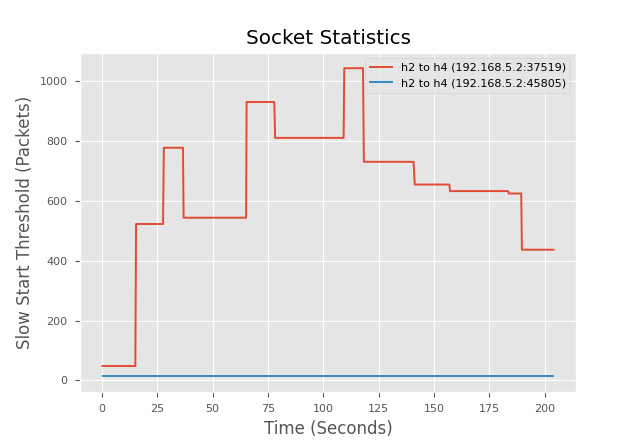 Socket Statistics
h2 to h4 (192.168.5.2:37519)
h2 to h4 (192.168.5.2:45805)
Slow Start Threshold (Packets)
1000
800
600
400
200
0
0 25 50 75 100 125 150 175 200
Time (Seconds)